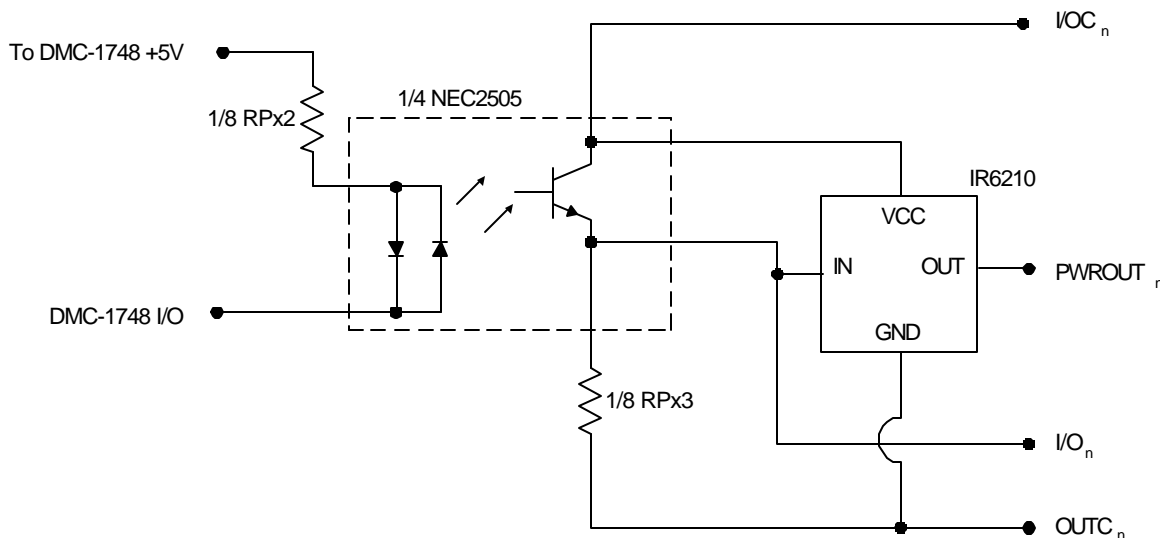 I/OC n
To DMC-1748 +5V
1/4 NEC2505
1/8 RPx2
IR6210
VCC
IN
OUT
PWROUT n
DMC-1748 I/O
GND
1/8 RPx3
I/O n
OUTC n